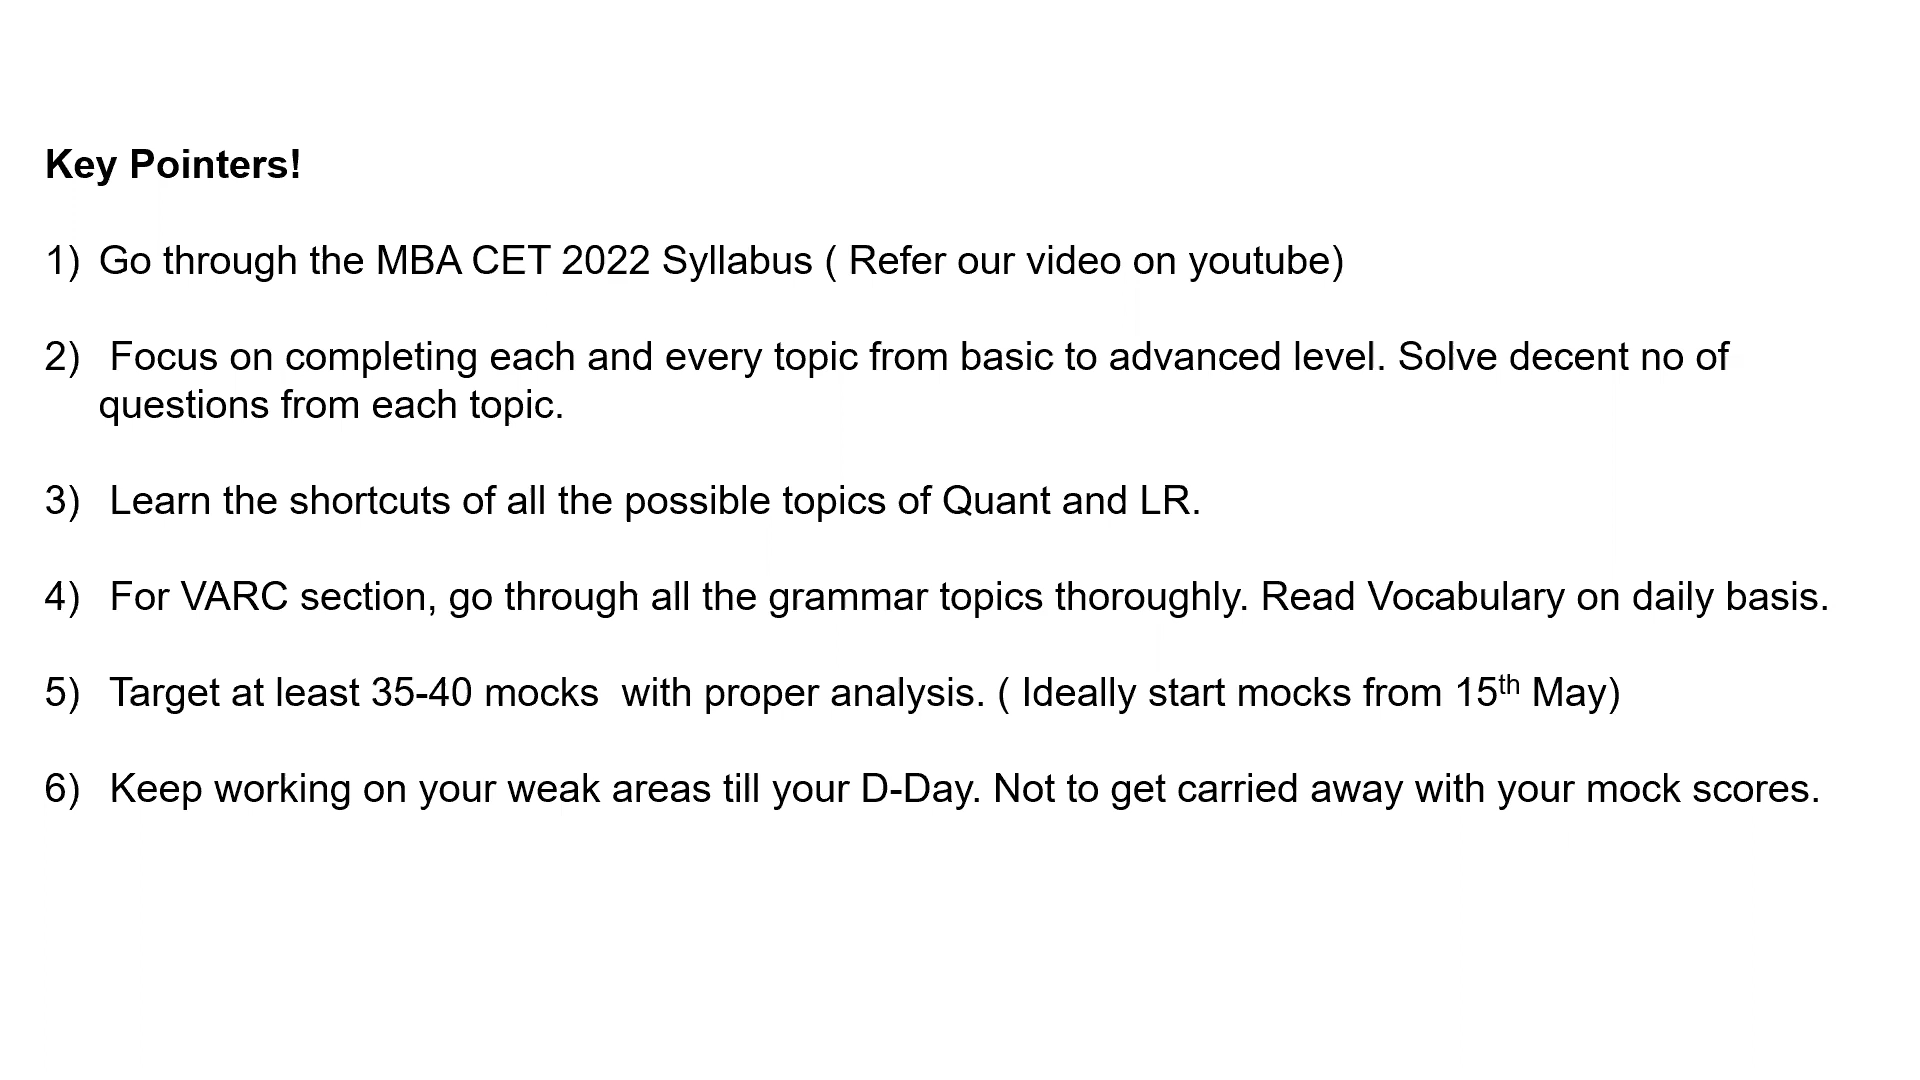 Key Pointers!
1) Go through the MBA CET 2022 Syllabus ( Refer our video on youtube)
2) Focus on completing each and every topic from basic to advanced level. Solve decent no of
questions from each topic.
3) Learn the shortcuts of all the possible topics of Quant and LR.
4) For VARC section, go through all the grammar topics thoroughly. Read Vocabulary on daily basis.
5) Target at least 35-40 mocks  with proper analysis. ( Ideally start mocks from 15th May)
6) Keep working on your weak areas till your D-Day. Not to get carried away with your mock scores.